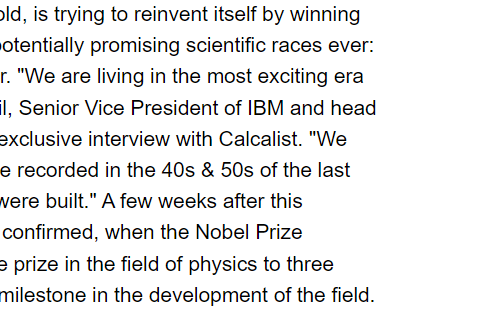 old, is trying to reinvent itself by winning
potentially promising scientific races ever:
r. "We are living in the most exciting era
il, Senior Vice President of IBM and head
exclusive interview with Calcalist. "We
e recorded in the 40s & 50s of the last
were built." A few weeks after this
confirmed, when the Nobel Prize
e prize in the field of physics to three
milestone in the development of the field.